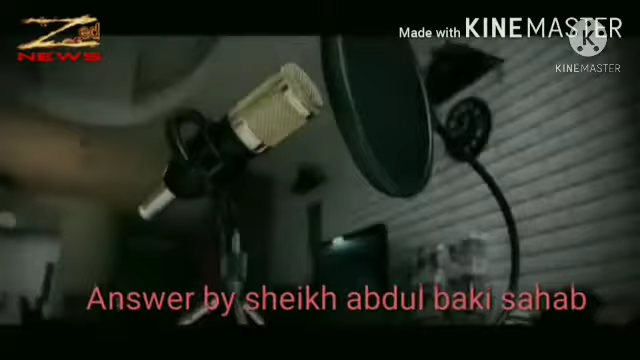 Zed
NEWS
Made with KINEMASTER
KINEMASTER
Answer by sheikh abdul baki sahab